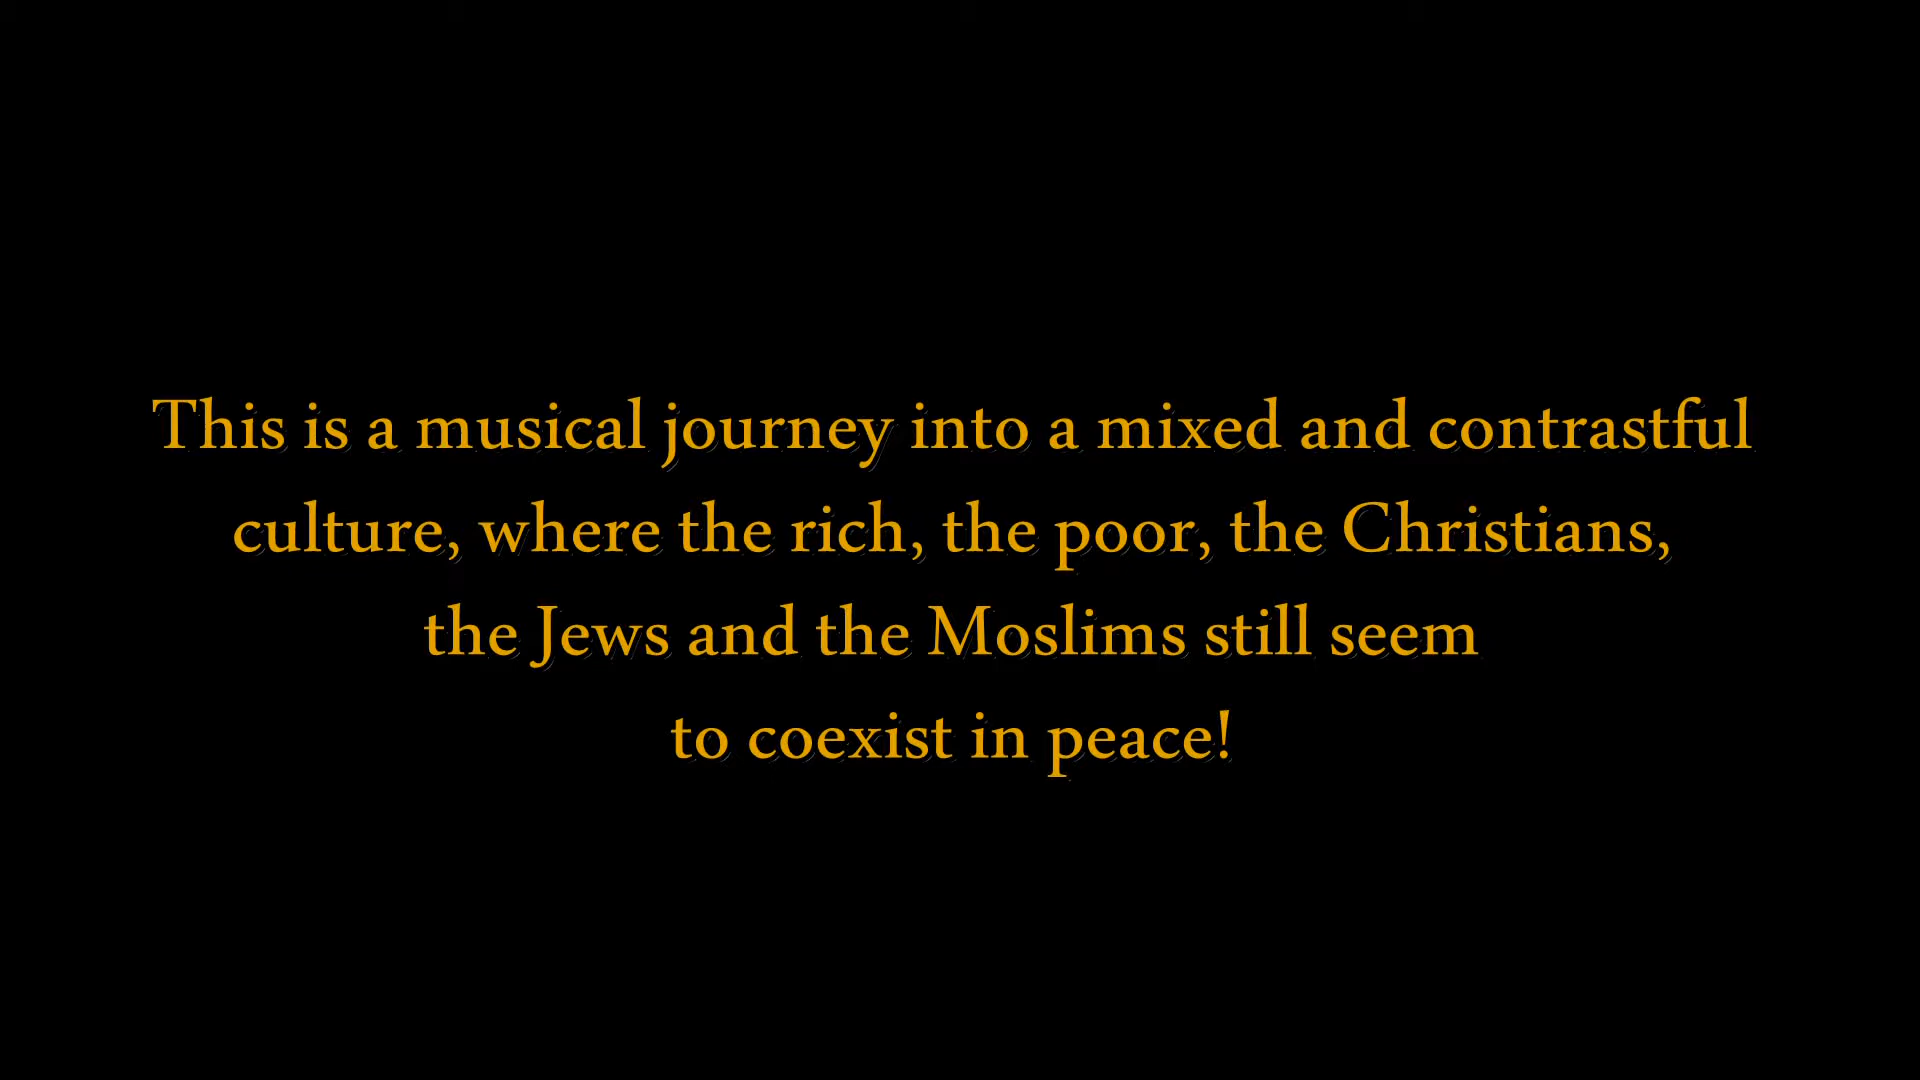 This is a musical journey into a mixed and contrastful
culture, where the rich, the poor, the Christians,
the Jews and the Moslims still seem
to coexist in peace!